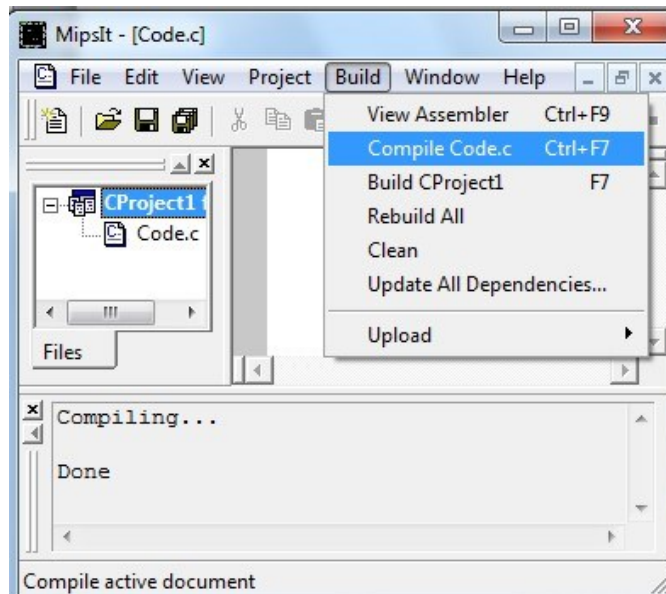 MipsIt - [Code.c]
File Edit View Project Build Window Help
View Assembler Ctrl+F9
Compile Code.c Ctrl+F7
Build CProject1 F7
Rebuild All
Clean
Update All Dependencies...
Upload
CProject1 f
Code.c
Files
Compiling...
Done
Compile active document